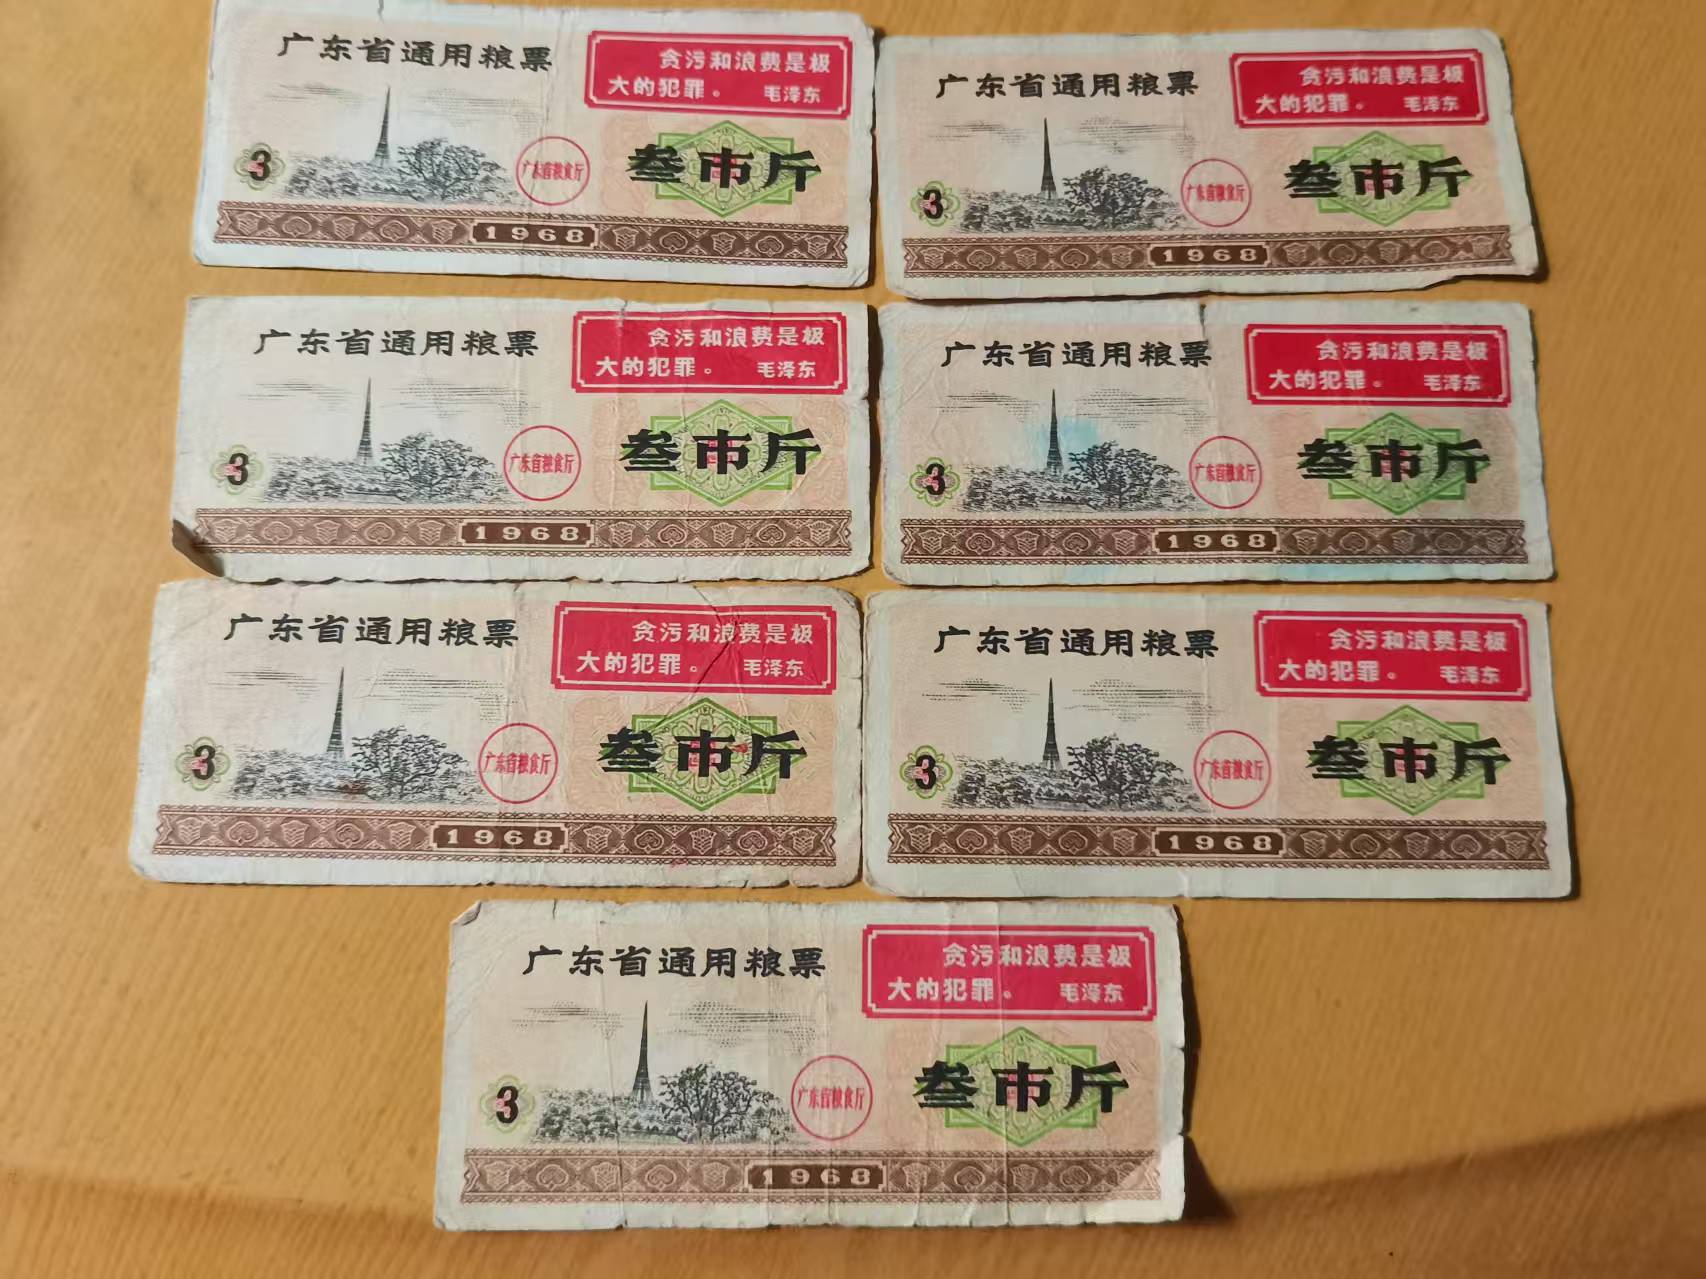 广东省通用粮票
贪污和浪费是极
大的犯罪。 毛泽东
3
广东省粮食厅
叁市斤
1968
广东省通用粮票
贪污和浪费是极
大的犯罪。 毛泽东
3
广东省粮食厅
叁市斤
1968
广东省通用粮票
贪污和浪费是极
大的犯罪。 毛泽东
3
广东省粮食厅
叁市斤
1968
广东省通用粮票
贪污和浪费是极
大的犯罪。 毛泽东
3
广东省粮食厅
叁市斤
1968
广东省通用粮票
贪污和浪费是极
大的犯罪。 毛泽东
3
广东省粮食厅
叁市斤
1968
广东省通用粮票
贪污和浪费是极
大的犯罪。 毛泽东
3
广东省粮食厅
叁市斤
1968
广东省通用粮票
贪污和浪费是极
大的犯罪。 毛泽东
3
广东省粮食厅
叁市斤
1968